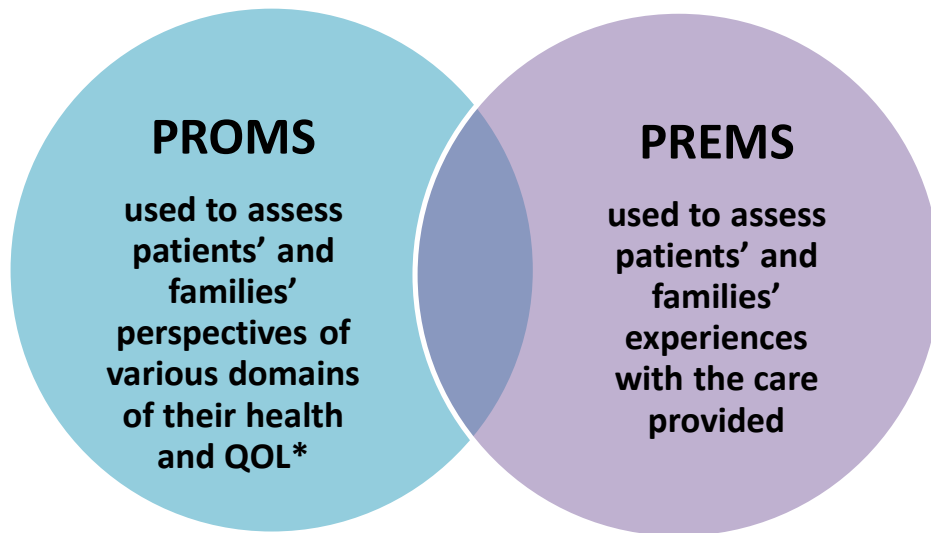 PROMS
used to assess
patients’ and
families’
perspectives of
various domains
of their health
and QOL*
PREMS
used to assess
patients’ and
families’
experiences
with the care
provided